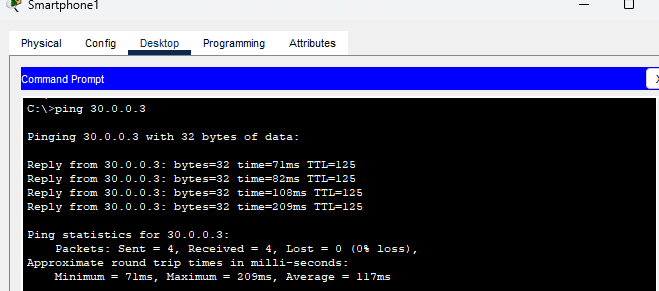 Smartphone1
Physical Config Desktop Programming Attributes
Command Prompt
C:\>ping 30.0.0.3
Pinging 30.0.0.3 with 32 bytes of data:
Reply from 30.0.0.3: bytes=32 time=71ms TTL=125
Reply from 30.0.0.3: bytes=32 time=82ms TTL=125
Reply from 30.0.0.3: bytes=32 time=108ms TTL=125
Reply from 30.0.0.3: bytes=32 time=209ms TTL=125
Ping statistics for 30.0.0.3:
Packets: Sent = 4, Received = 4, Lost = 0 (0% loss),
Approximate round trip times in milli-seconds:
Minimum = 71ms, Maximum = 209ms, Average = 117ms